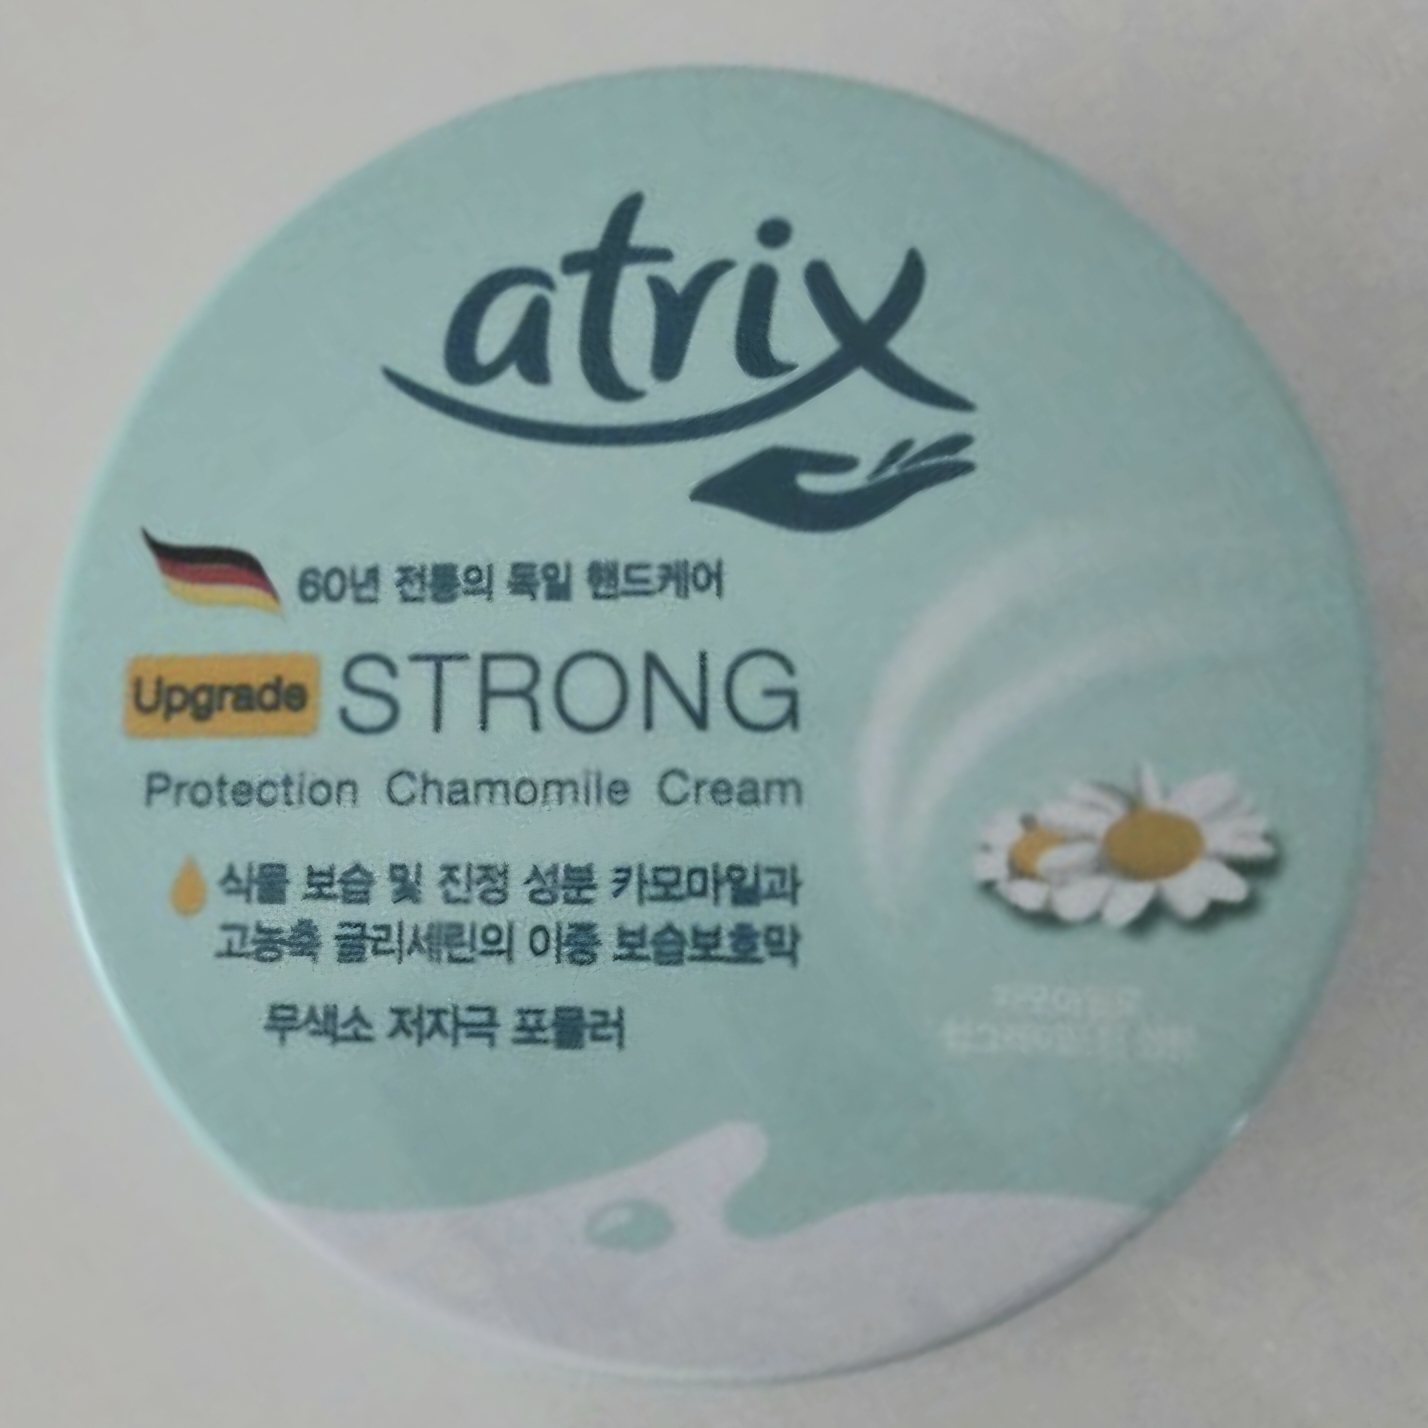 atrix
60년 전통의 독일 핸드케어
Upgrade STRONG
Protection Chamomile Cream
식물 보습 및 진정 성분 카모마일과
고농축 글리세린의 이중 보습보호막
무색소 저자극 포뮬러